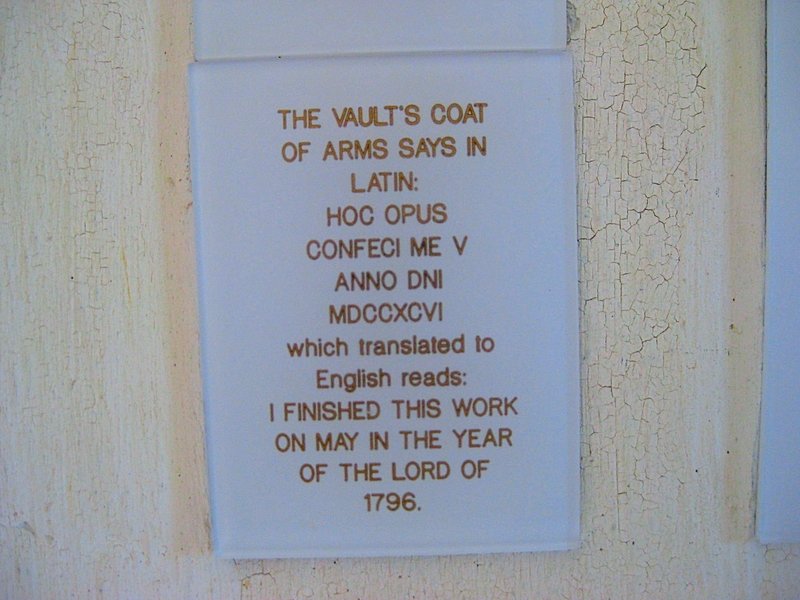 THE VAULT'S COAT
OF ARMS SAYS IN
LATIN:
HOC OPUS
CONFECI ME V
ANNO DNI
MDCCXCVI
which translated to
English reads:
I FINISHED THIS WORK
ON MAY IN THE YEAR
OF THE LORD OF
1796.